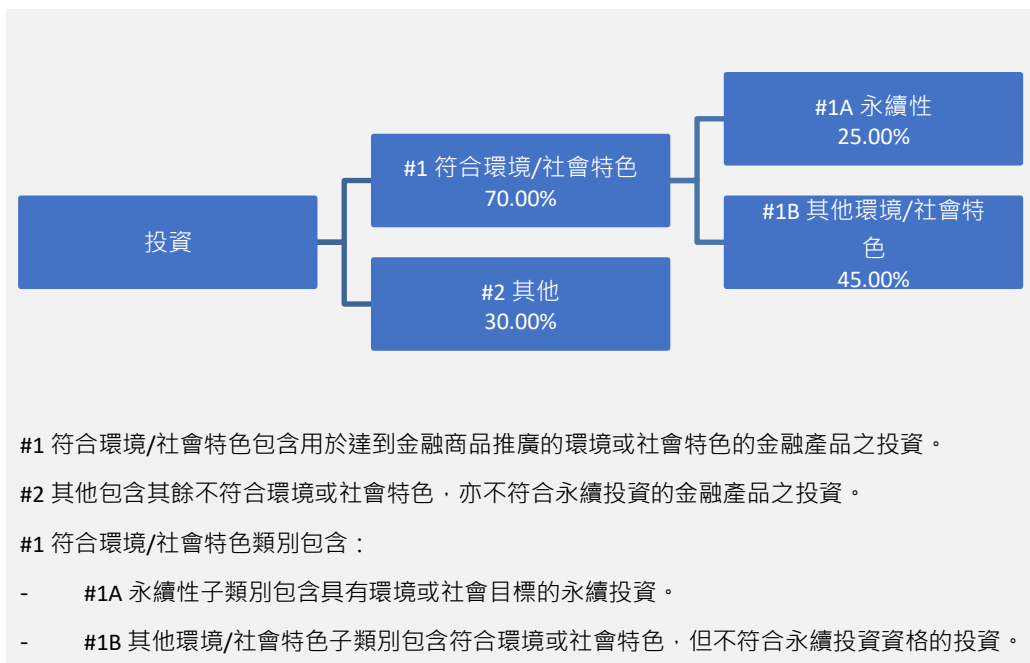 投資
#1 符合環境/社會特色
70.00%
#2 其他
30.00%
#1A 永續性
25.00%
#1B 其他環境/社會特
色
45.00%
#1 符合環境/社會特色包含用於達到金融商品推廣的環境或社會特色的金融產品之投資。
#2 其他包含其餘不符合環境或社會特色，亦不符合永續投資的金融產品之投資。
#1 符合環境/社會特色類別包含：
- #1A 永續性子類別包含具有環境或社會目標的永續投資。
- #1B 其他環境/社會特色子類別包含符合環境或社會特色，但不符合永續投資資格的投資。